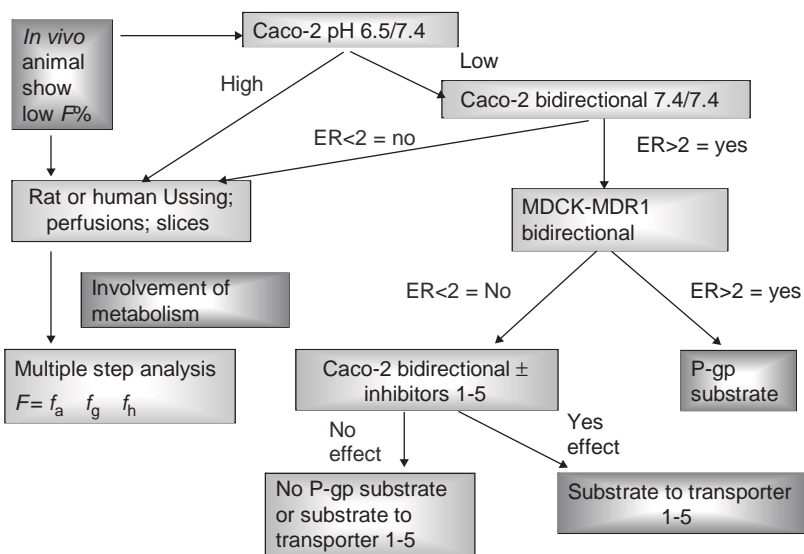 In vivo
animal
show
low F%
Caco-2 pH 6.5/7.4
High
Low
Caco-2 bidirectional 7.4/7.4
ER<2 = no
ER>2 = yes
Rat or human Ussing;
perfusions; slices
MDCK-MDR1
bidirectional
Involvement of
metabolism
ER<2 = No
ER>2 = yes
Multiple step analysis
F= fa fg fh
Caco-2 bidirectional ±
inhibitors 1-5
P-gp
substrate
No
effect
Yes
effect
No P-gp substrate
or substrate to
transporter 1-5
Substrate to transporter
1-5